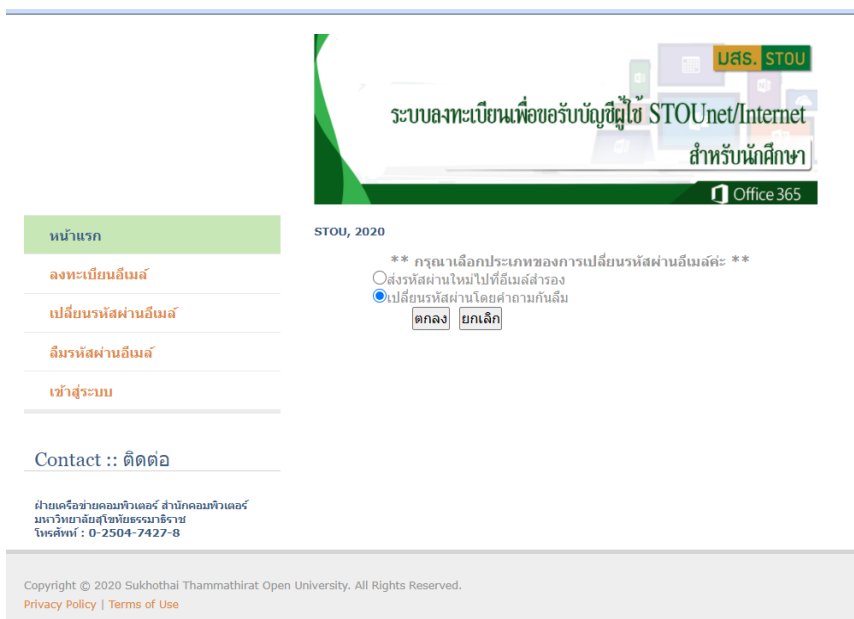 มสธ. STOU
ระบบลงทะเบียนเพื่อขอรับบัญชีผู้ใช้ STOUnet/Internet
สำหรับนักศึกษา
Office 365
หน้าแรก
ลงทะเบียนอีเมล์
เปลี่ยนรหัสผ่านอีเมล์
ลืมรหัสผ่านอีเมล์
เข้าสู่ระบบ
STOU, 2020
** กรุณาเลือกประเภทของการเปลี่ยนรหัสผ่านอีเมล์ค่ะ **
ส่งรหัสผ่านใหม่ไปที่อีเมล์สำรอง
เปลี่ยนรหัสผ่านโดยคำถามกันลืม
ตกลง ยกเลิก
Contact :: ติดต่อ
ฝ่ายเครือข่ายคอมพิวเตอร์ สำนักคอมพิวเตอร์
มหาวิทยาลัยสุโขทัยธรรมาธิราช
โทรศัพท์ : 0-2504-7427-8
Copyright © 2020 Sukhothai Thammathirat Open University. All Rights Reserved.
Privacy Policy | Terms of Use